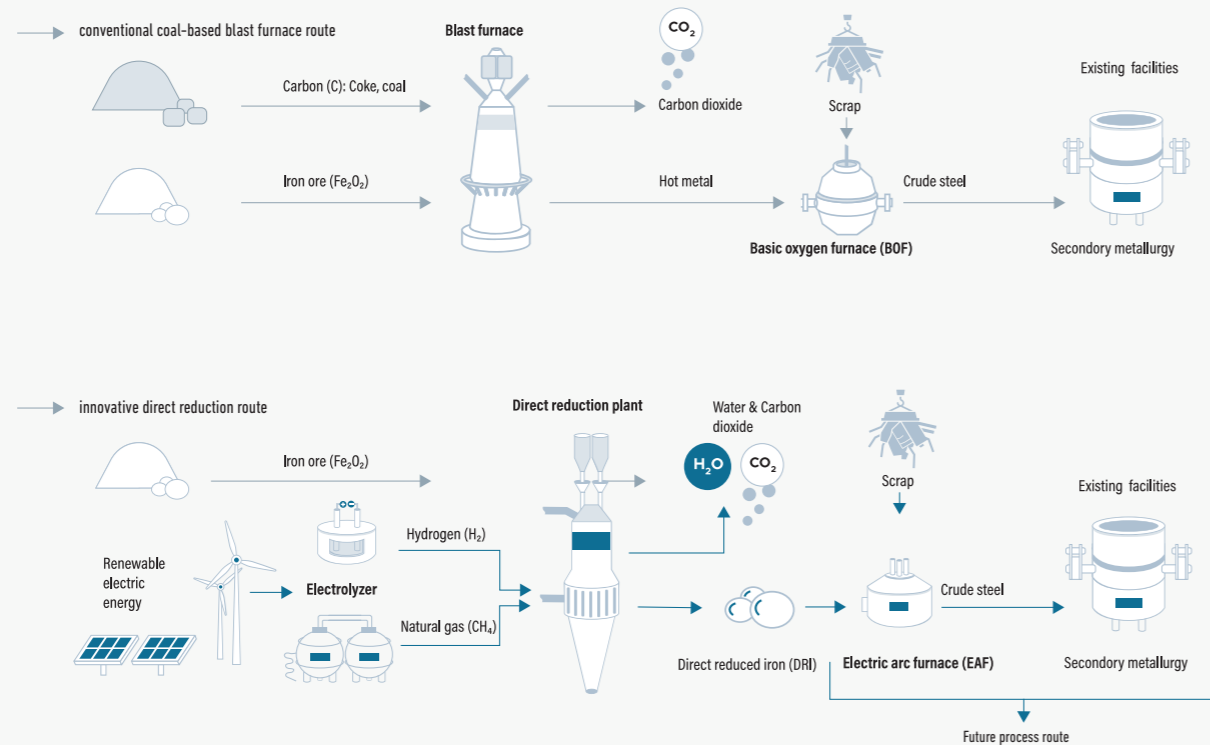 conventional coal-based blast furnace route
Blast furnace
CO₂
Carbon (C): Coke, coal
Carbon dioxide
Scrap
Existing facilities
Iron ore (Fe₂O₂)
Hot metal
Crude steel
Basic oxygen furnace (BOF)
Secondory metallurgy
innovative direct reduction route
Direct reduction plant
Water & Carbon
dioxide
Iron ore (Fe₂O₂)
H₂O
CO₂
Scrap
Existing facilities
Hydrogen (H₂)
Renewable
electric
energy
Electrolyzer
Natural gas (CH₄)
Crude steel
Direct reduced iron (DRI)
Electric arc furnace (EAF)
Secondory metallurgy
Future process route